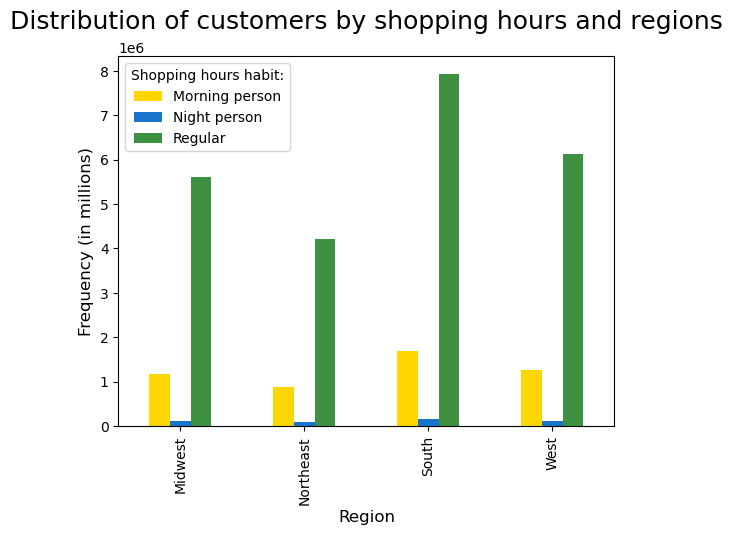 Distribution of customers by shopping hours and regions
1e6
Shopping hours habit:
Morning person
Night person
Regular
Frequency (in millions)
8
7
6
5
4
3
2
1
0
Midwest
Northeast
South
West
Region